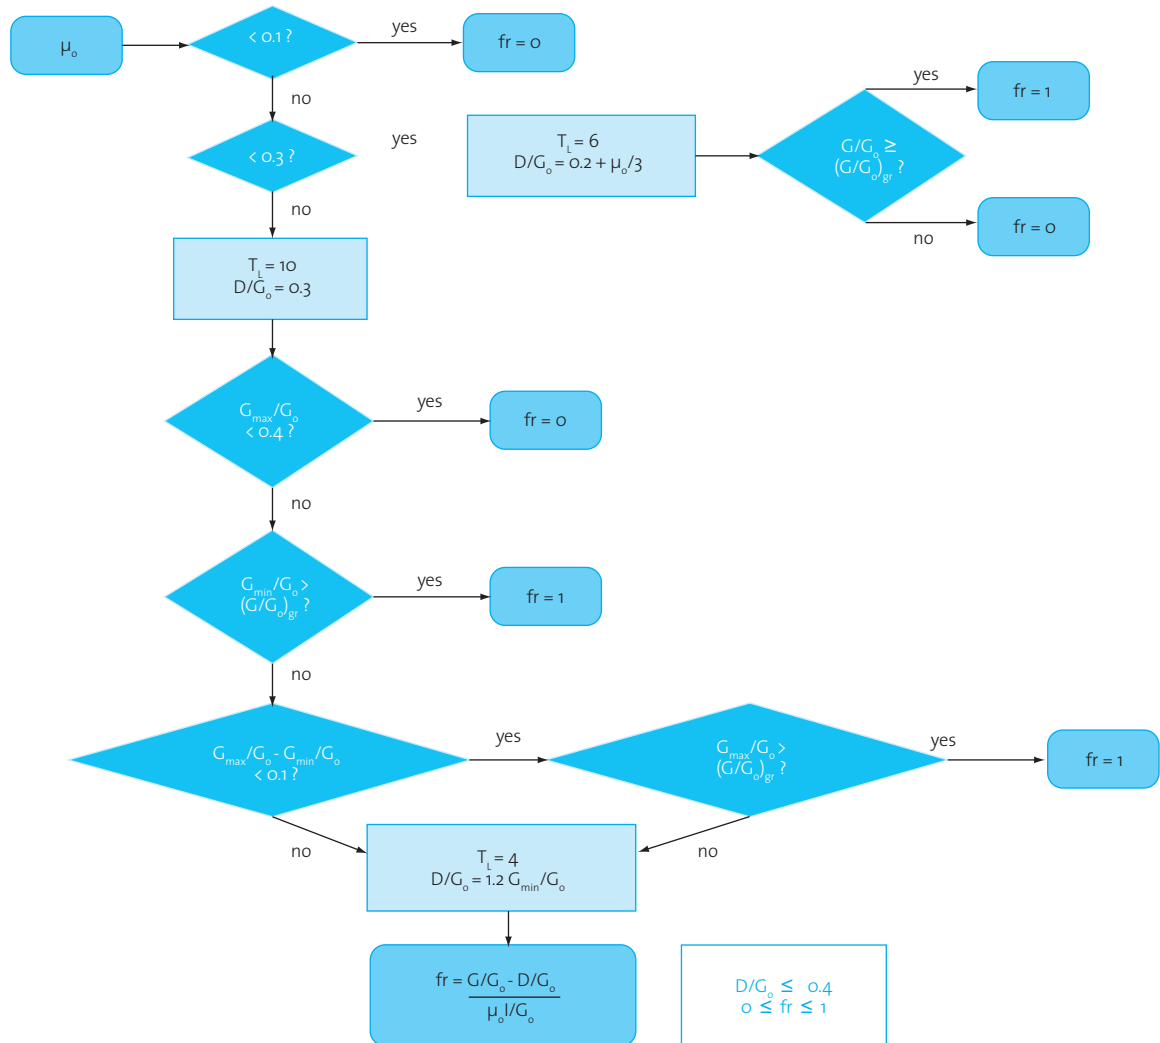 μo
< 0.1 ?
yes
fr = 0
no
< 0.3 ?
yes
TL = 6
D/Go = 0.2 + μo/3
G/Go ≥
(G/Go)gr ?
yes
fr = 1
no
fr = 0
no
TL = 10
D/Go = 0.3
Gmax/Go
< 0.4 ?
yes
fr = 0
no
Gmin/Go >
(G/Go)gr ?
yes
fr = 1
no
Gmax/Go - Gmin/Go
< 0.1 ?
yes
Gmax/Go >
(G/Go)gr ?
yes
fr = 1
no
no
TL = 4
D/Go = 1.2 Gmin/Go
fr = G/Go - D/Go
μoI/Go
D/Go ≤ 0.4
0 ≤ fr ≤ 1